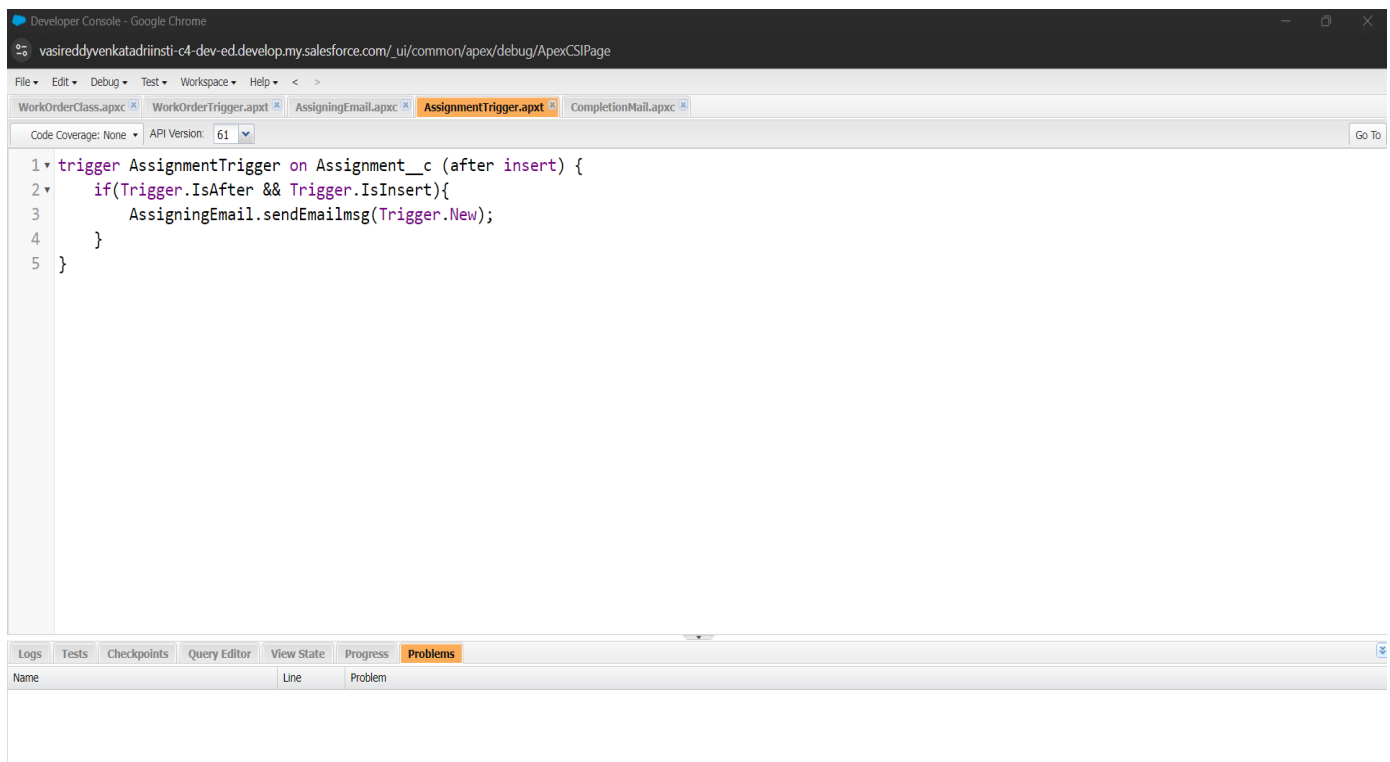 Developer Console - Google Chrome
vasireddyvenkatadriinsti-c4-dev-ed.develop.my.salesforce.com/_ui/common/apex/debug/ApexCSIPage
File Edit Debug Test Workspace Help < >
WorkOrderClass.apxc WorkOrderTrigger.apxt AssigningEmail.apxc AssignmentTrigger.apxt CompletionMail.apxc
Code Coverage: None API Version: 61 Go To
1 trigger AssignmentTrigger on Assignment__c (after insert) {
2 if(Trigger.IsAfter && Trigger.IsInsert){
3 AssigningEmail.sendEmailmsg(Trigger.New);
4 }
5 }
Logs Tests Checkpoints Query Editor View State Progress Problems
Name Line Problem